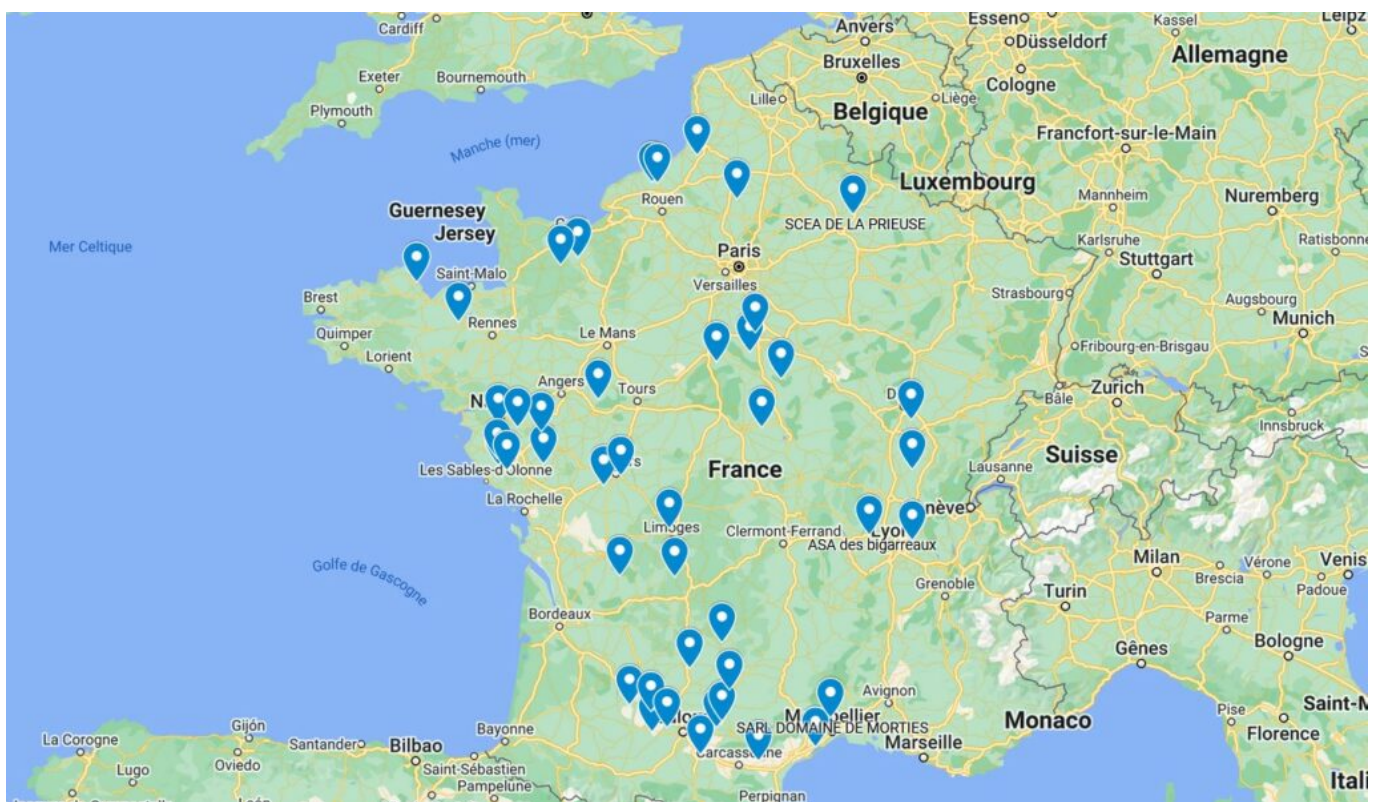 Cardiff
Anvers
Essen
Kassel
Düsseldorf
Allemagne
Exeter
Bournemouth
Bruxelles
Cologne
Plymouth
Lille
Liège
Belgique
Francfort-sur-le-Main
Manche (mer)
Luxembourg
Mannheim
Nuremberg
Rouen
Guernesey
Jersey
SCEA DE LA PRIEUSE
Mer Celtique
Paris
Karlsruhe
Ratisbonne
Versailles
Stuttgart
Saint-Malo
Strasbourg
Augsbourg
Brest
Rennes
Le Mans
Munich
Quimper
Lorient
Fribourg-en-Brisgau
Angers
Tours
Zurich
Bâle
Innsbruck
France
Suisse
Les Sables-d'Olonne
Lausanne
La Rochelle
Limoges
Clermont-Ferrand
Lyon
ASA des bigarreaux
Milan
Vérone
Brescia
Padoue
Golfe de Gascogne
Grenoble
Turin
Bordeaux
Parme
Bologne
Gênes
Avignon
Montpellier
SARL DOMAINE DE MORTIES
Monaco
Pise
Florence
La Corogne
Gijón
Santander
Bilbao
Bayonne
Marseille
Carcassonne
Lugo
Oviedo
Saint-Sébastien
Pampelune
Perpignan